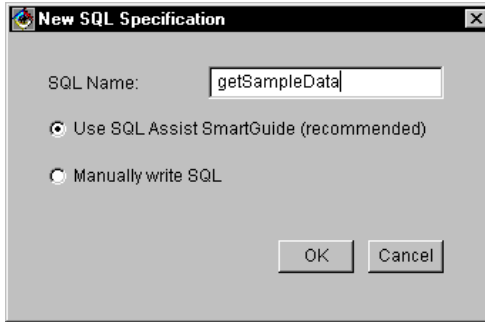 New SQL Specification
SQL Name: getSampleData
Use SQL Assist SmartGuide (recommended)
Manually write SQL
OK Cancel